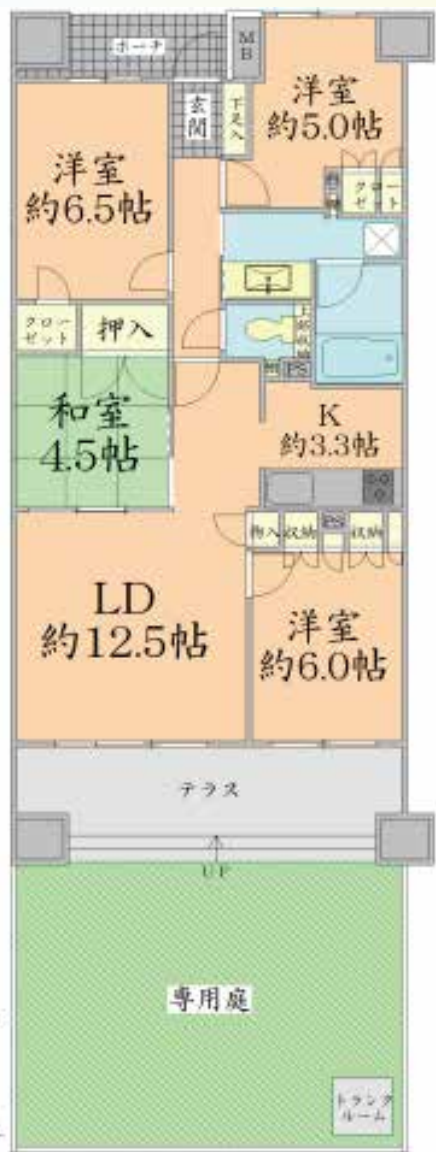 ポーチ
MB
玄関
下足入
洋室
約5.0帖
洋室
約6.5帖
クロー
ゼット
クロー
ゼット
押入
上部収納
物
PS
和室
4.5帖
K
約3.3帖
物入
収納
PS
収納
LD
約12.5帖
洋室
約6.0帖
テラス
UP
専用庭
トランク
ルーム